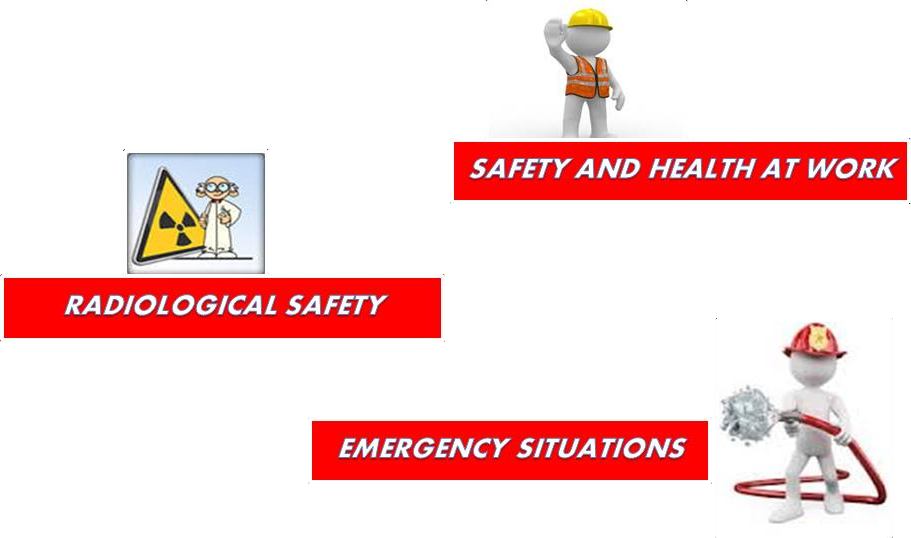 SAFETY AND HEALTH AT WORK
RADIOLOGICAL SAFETY
EMERGENCY SITUATIONS